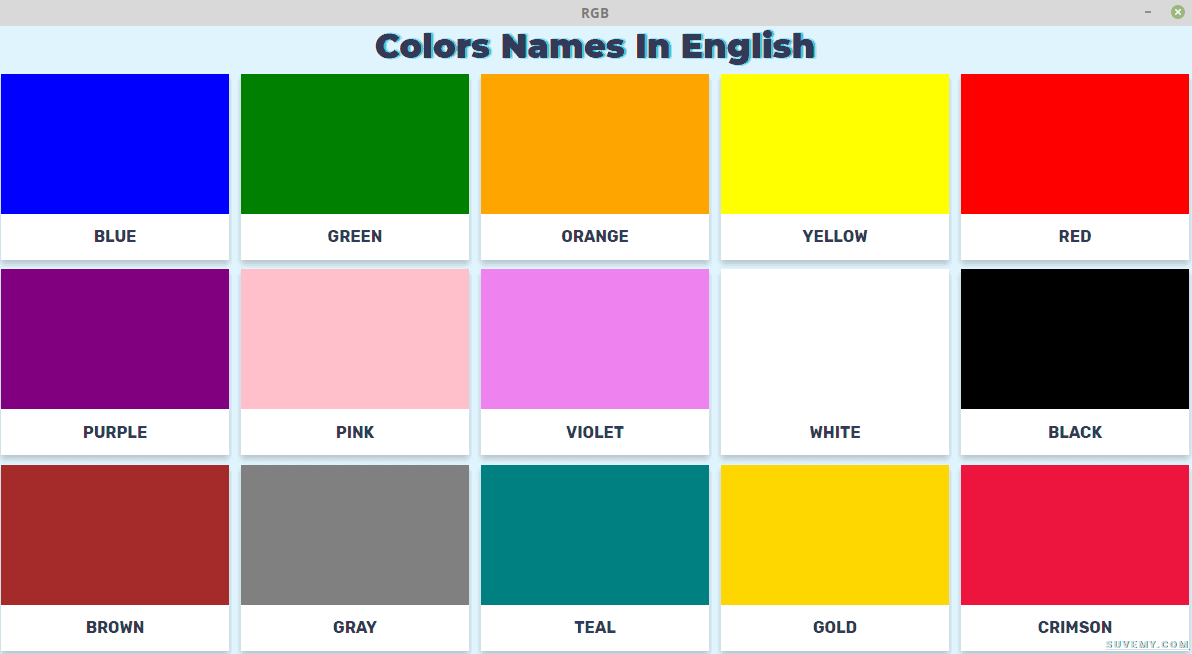 RGB
Colors Names In English
BLUE GREEN ORANGE YELLOW RED
PURPLE PINK VIOLET WHITE BLACK
BROWN GRAY TEAL GOLD CRIMSON
SUVEMY.COM